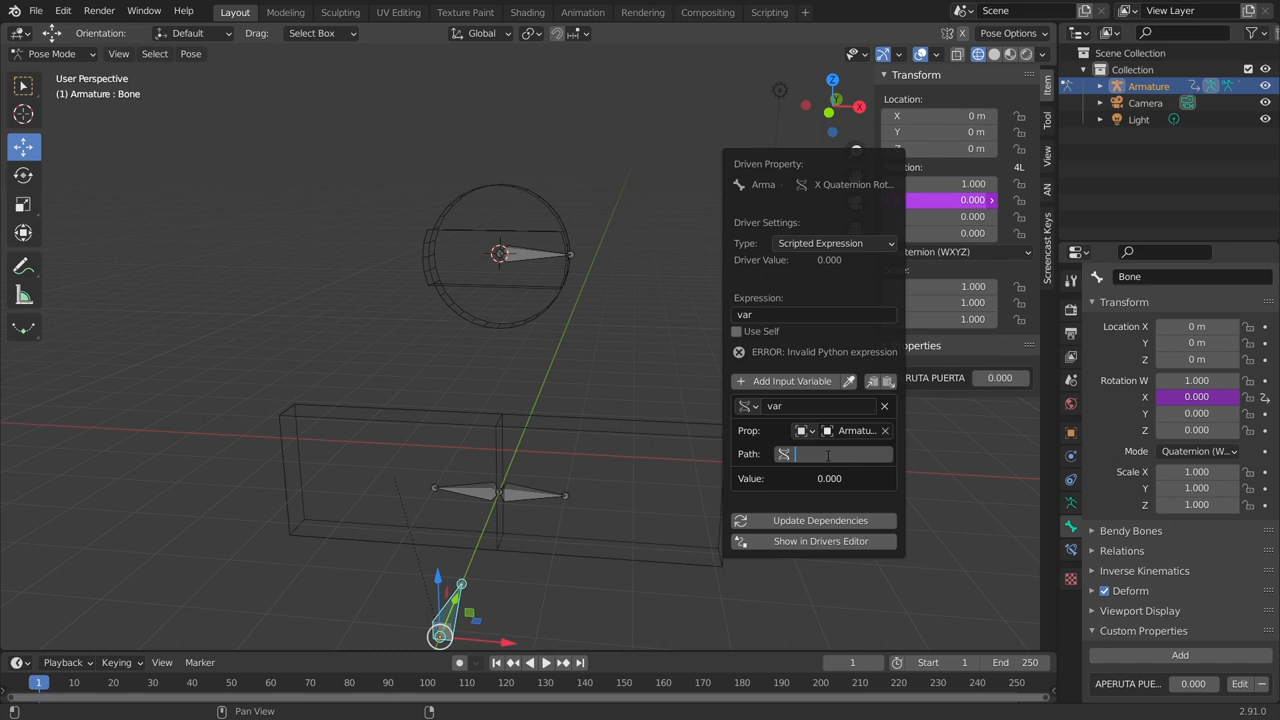 File Edit Render Window Help Layout Modeling Sculpting UV Editing Texture Paint Shading Animation Rendering Compositing Scripting + Scene View Layer
Orientation: Default Drag: Select Box Global X Pose Options
Pose Mode View Select Pose
User Perspective
(1) Armature : Bone
Z
Y
X
Transform
Location:
X 0 m
Y 0 m
Z 0 m
4L
1.000
0.000
0.000
0.000
uaternion (WXYZ)
1.000
1.000
1.000
roperties
RUTA PUERTA 0.000
Item
Tool
View
AN
Screencast Keys
Driven Property:
Arma X Quaternion Rot...
Driver Settings:
Type: Scripted Expression
Driver Value: 0.000
Expression:
var
Use Self
ERROR: Invalid Python expression
Add Input Variable
var
Prop: Armatu...
Path:
Value: 0.000
Update Dependencies
Show in Drivers Editor
Scene Collection
Collection
Armature
Camera
Light
Bone
Transform
Location X 0 m
Y 0 m
Z 0 m
Rotation W 1.000
X 0.000
Y 0.000
Z 0.000
Mode Quaternion (W...
Scale X 1.000
Y 1.000
Z 1.000
Bendy Bones
Relations
Inverse Kinematics
Deform
Viewport Display
Custom Properties
Add
APERUTA PUE... 0.000 Edit
Playback Keying View Marker 1 Start 1 End 250
1 10 20 30 40 50 60 70 80 90 100 110 120 130 140 150 160 170 180 190 200 210 220 230 240 250
Pan View 2.91.0